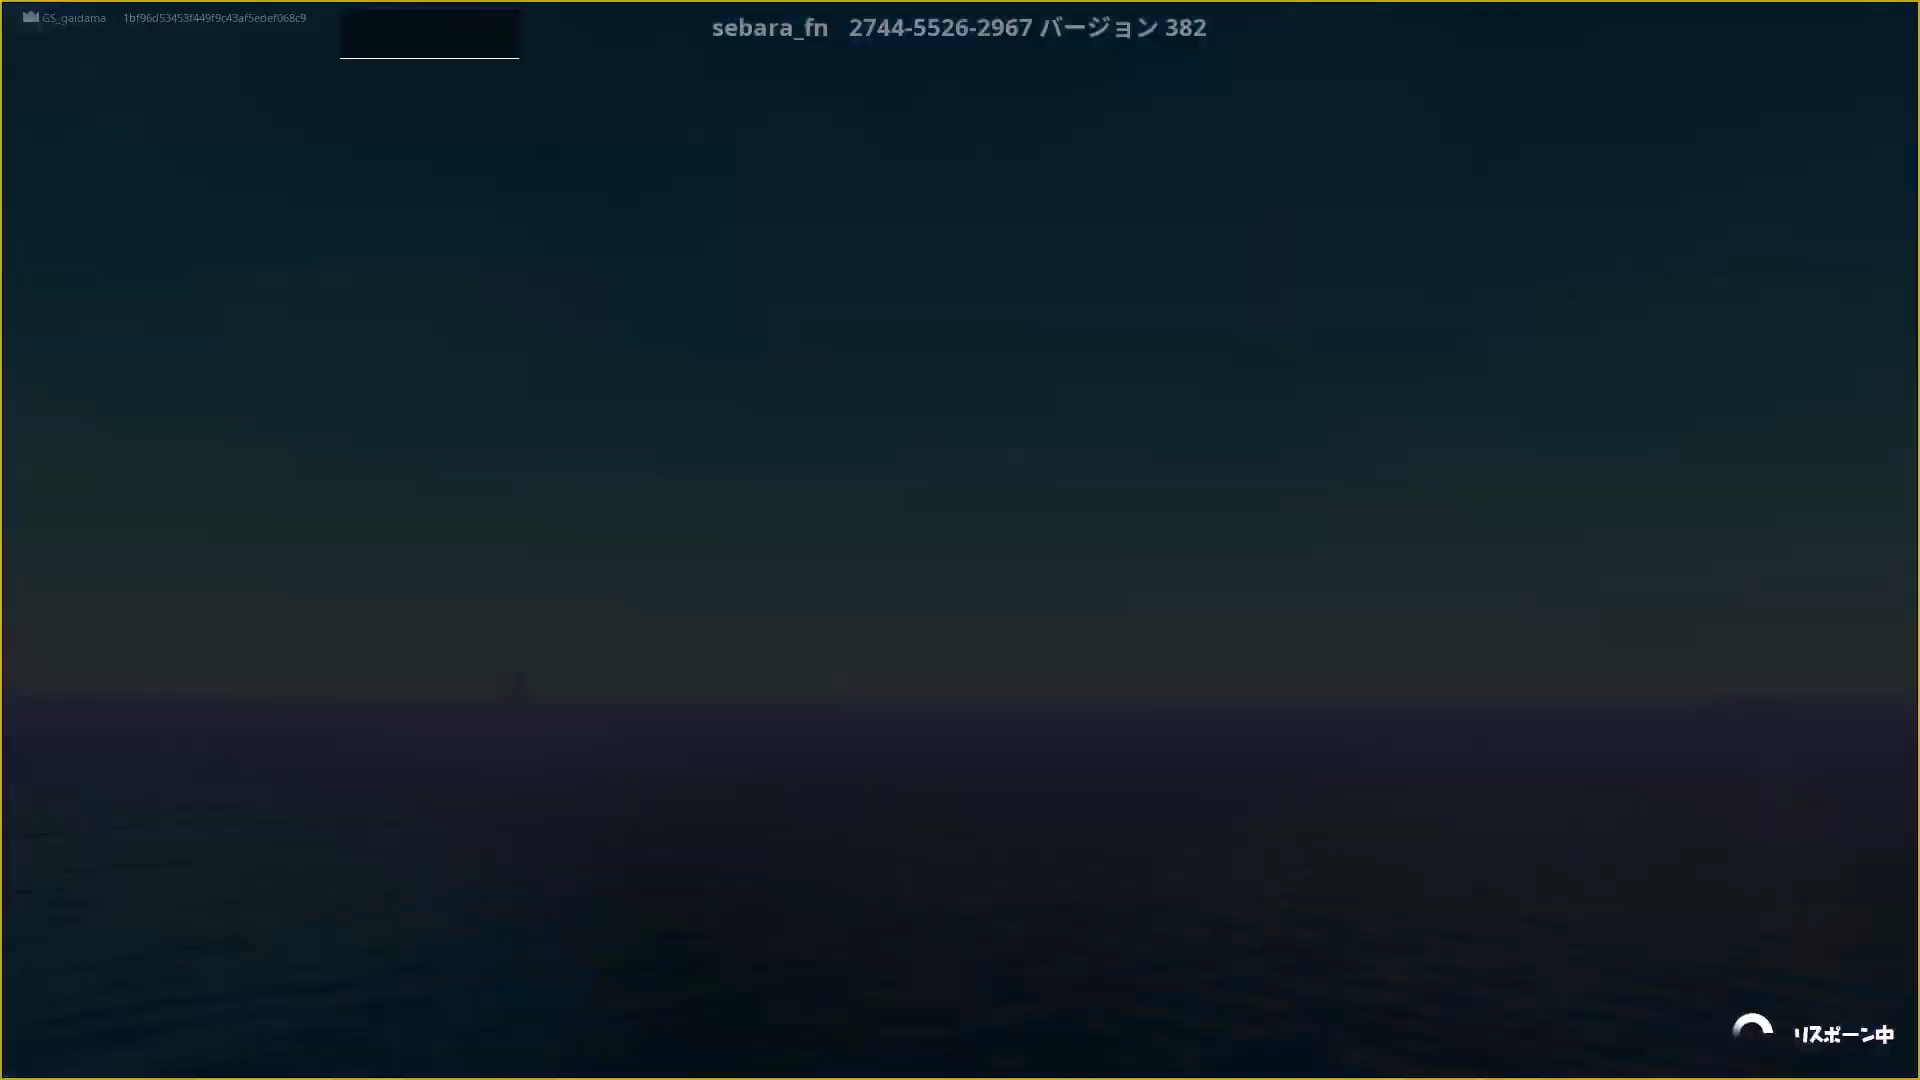 GS_gaidama 1bf96d53453f449f9c43af5edef068c9
sebara_fn 2744-5526-2967 バージョン 382
リスポーン中